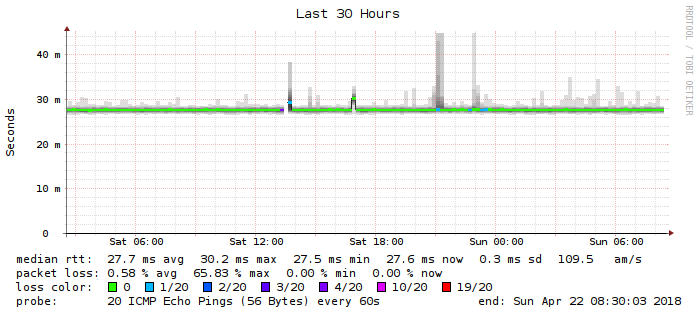 Last 30 Hours
RRDTOOL / TOBI OETIKER
Seconds
40 m
30 m
20 m
10 m
0
Sat 06:00 Sat 12:00 Sat 18:00 Sun 00:00 Sun 06:00
median rtt: 27.7 ms avg 30.2 ms max 27.5 ms min 27.6 ms now 0.3 ms sd 109.5 am/s
packet loss: 0.58 % avg 65.83 % max 0.00 % min 0.00 % now
loss color: 0 1/20 2/20 3/20 4/20 10/20 19/20
probe: 20 ICMP Echo Pings (56 Bytes) every 60s end: Sun Apr 22 08:30:03 2018